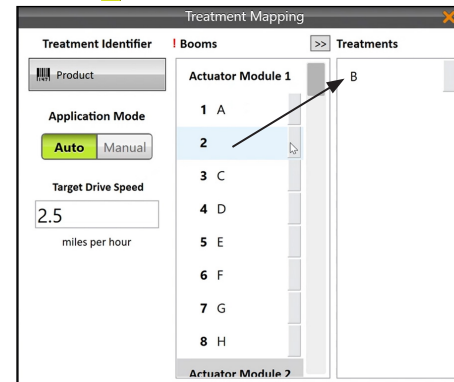 Treatment Mapping
Treatment Identifier
! Booms
>>
Treatments
Product
Actuator Module 1
B
1 A
Application Mode
Auto Manual
2
3 C
Target Drive Speed
2.5
4 D
miles per hour
5 E
6 F
7 G
8 H
Actuator Module 2